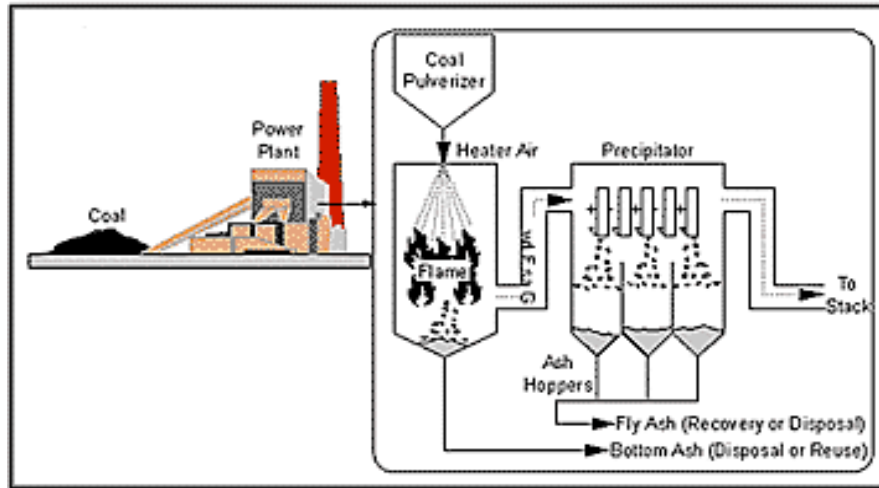 Coal
Pulverizer
Power
Plant
Heater Air
Precipitator
Coal
Flame
To
Stack
Ash
Hoppers
Fly Ash (Recovery or Disposal)
Bottom Ash (Disposal or Reuse)